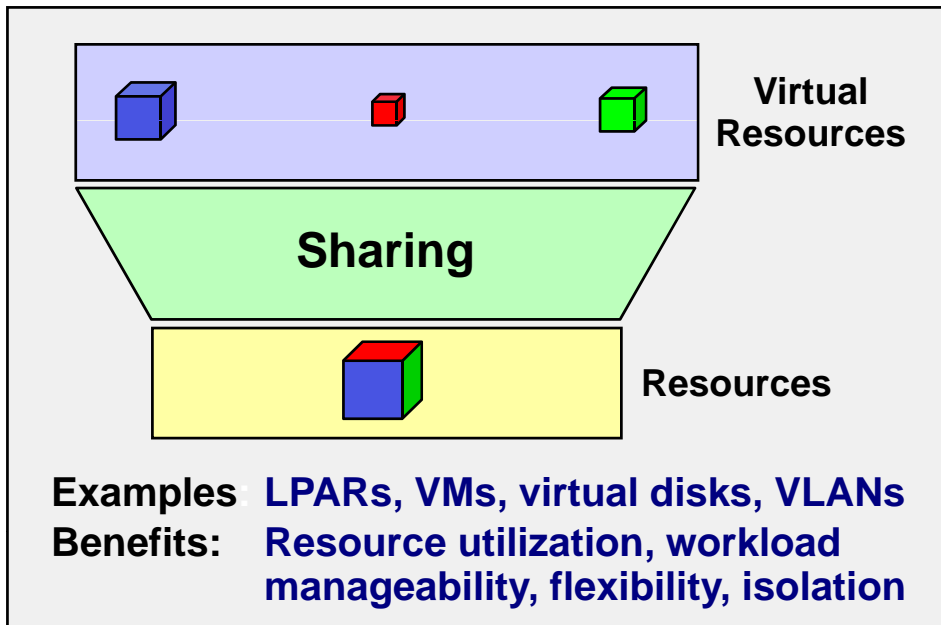 Virtual
Resources
Sharing
Resources
Examples: LPARs, VMs, virtual disks, VLANs
Benefits: Resource utilization, workload
manageability, flexibility, isolation